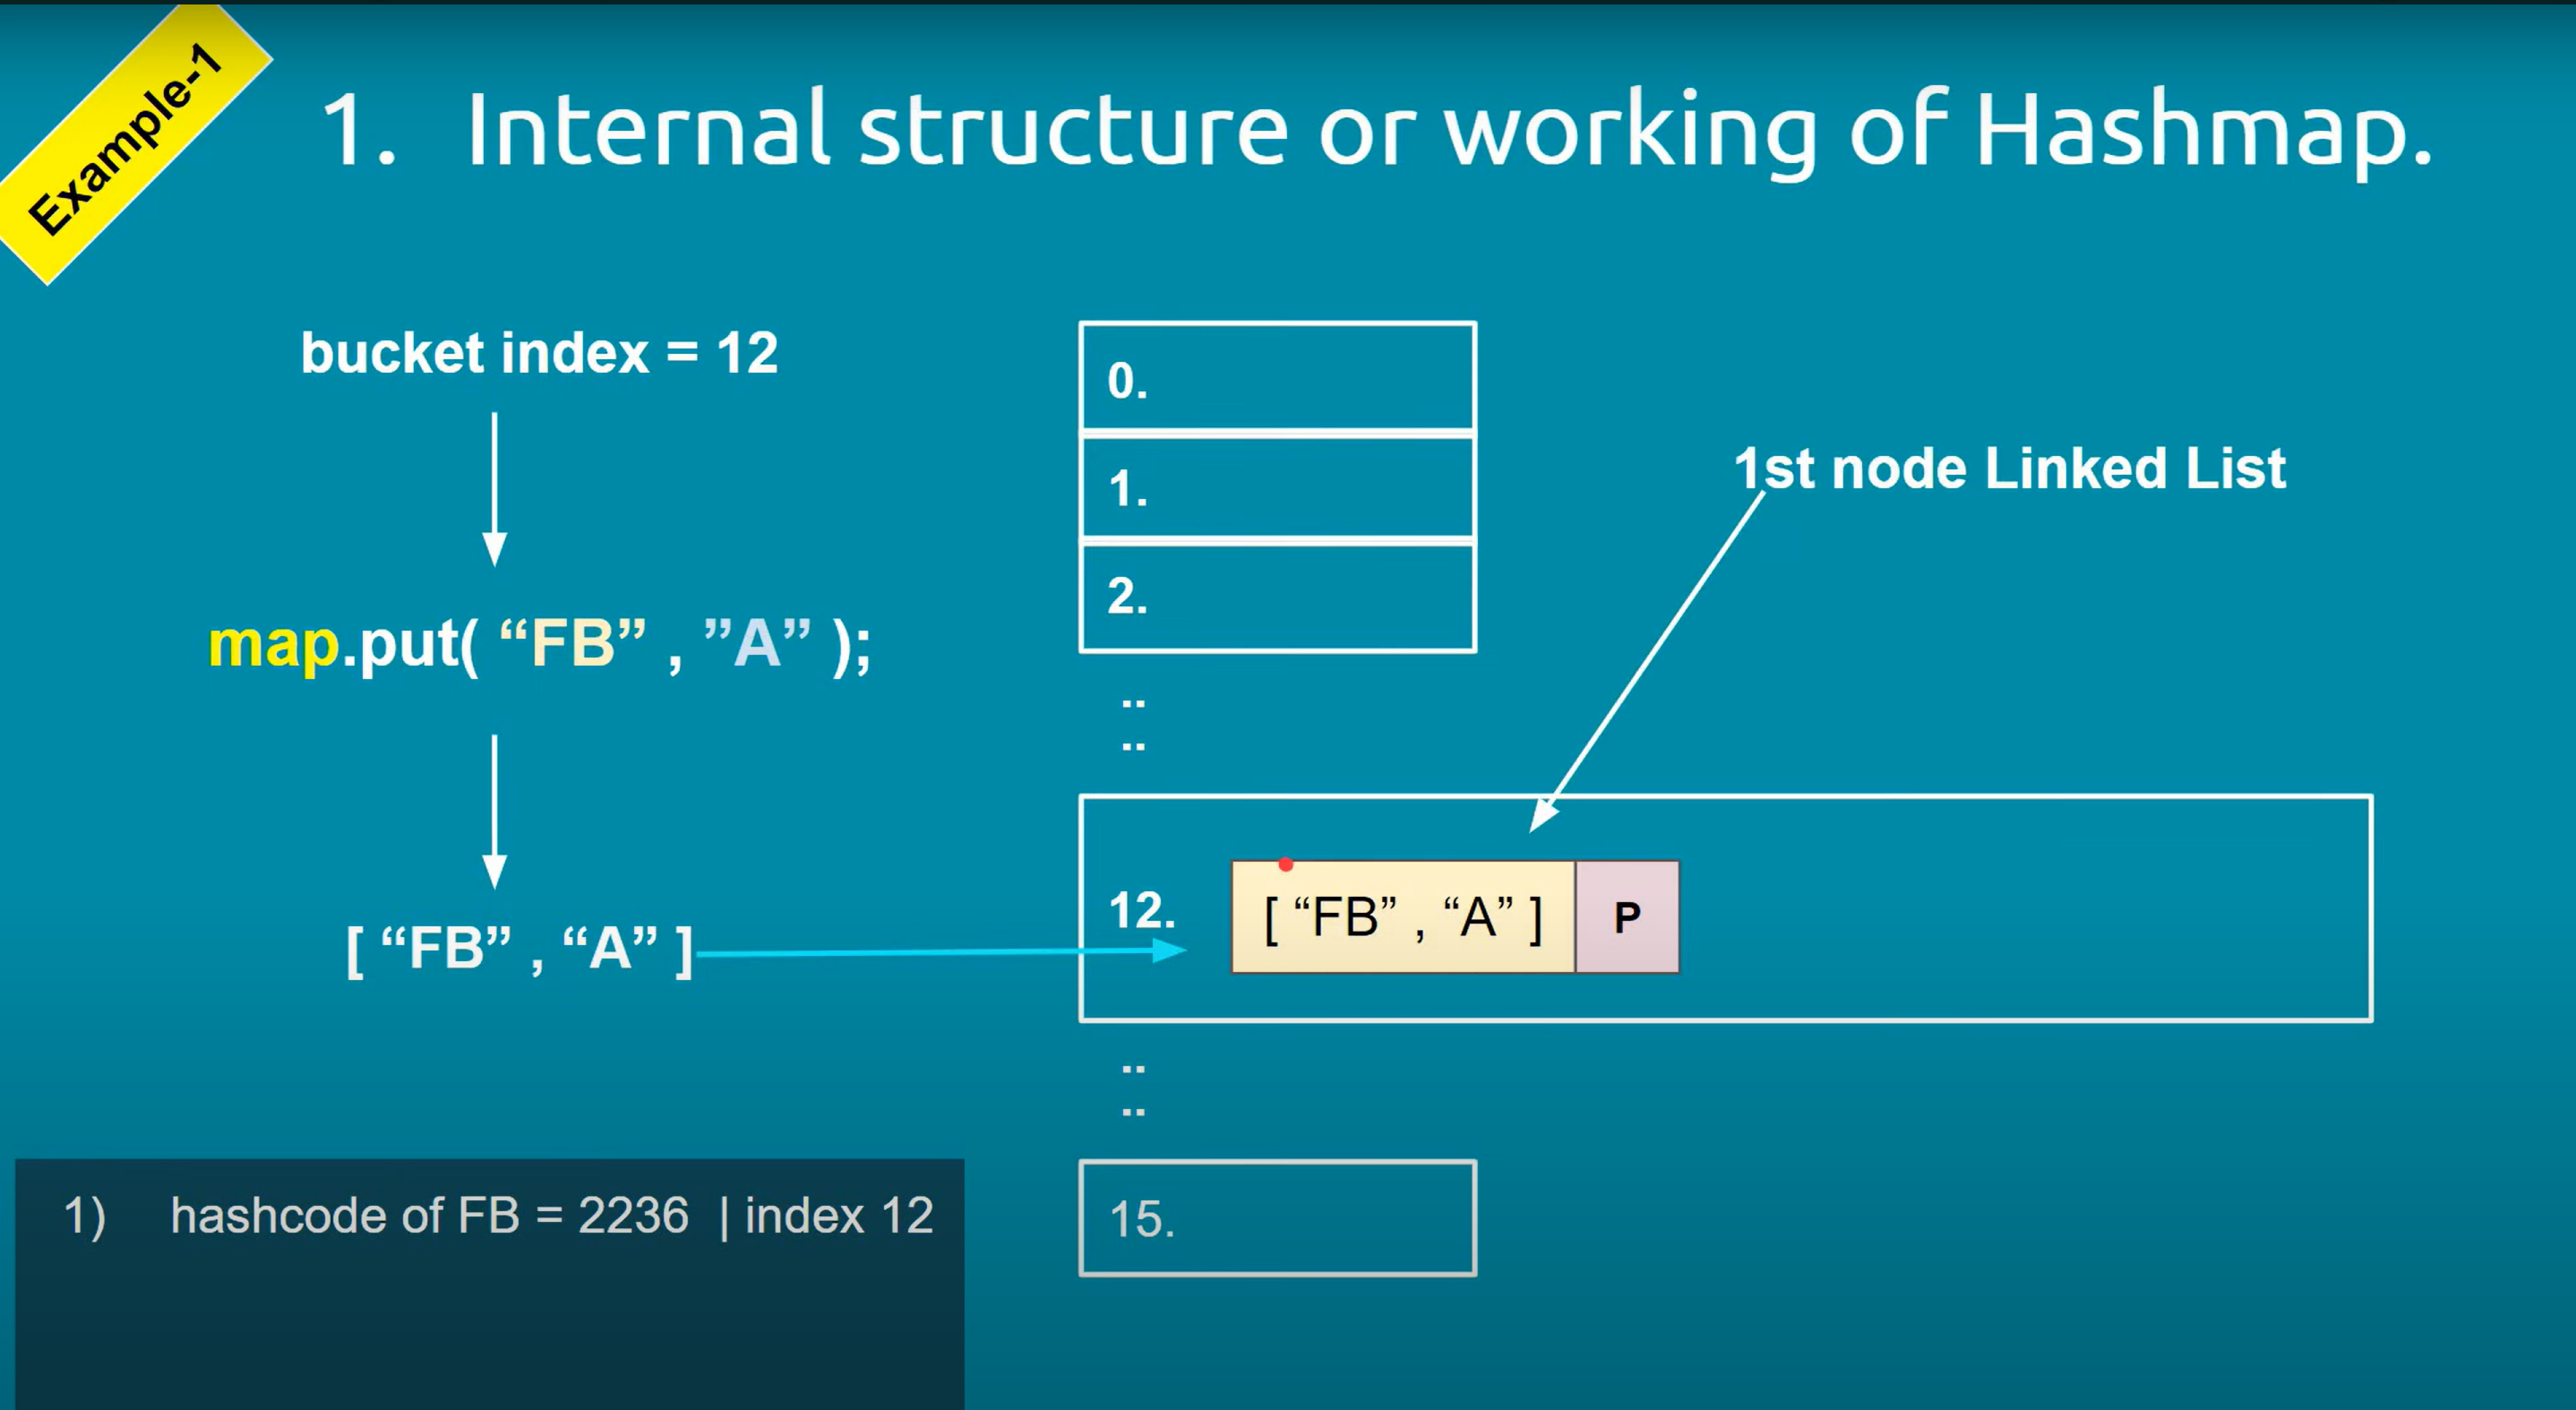 Example-1
1. Internal structure or working of Hashmap.
bucket index = 12
map.put( “FB” , ”A” );
[ “FB” , “A” ]
0.
1.
2.
..
..
1st node Linked List
12.
[ “FB” , “A” ]
P
..
..
15.
1) hashcode of FB = 2236 | index 12